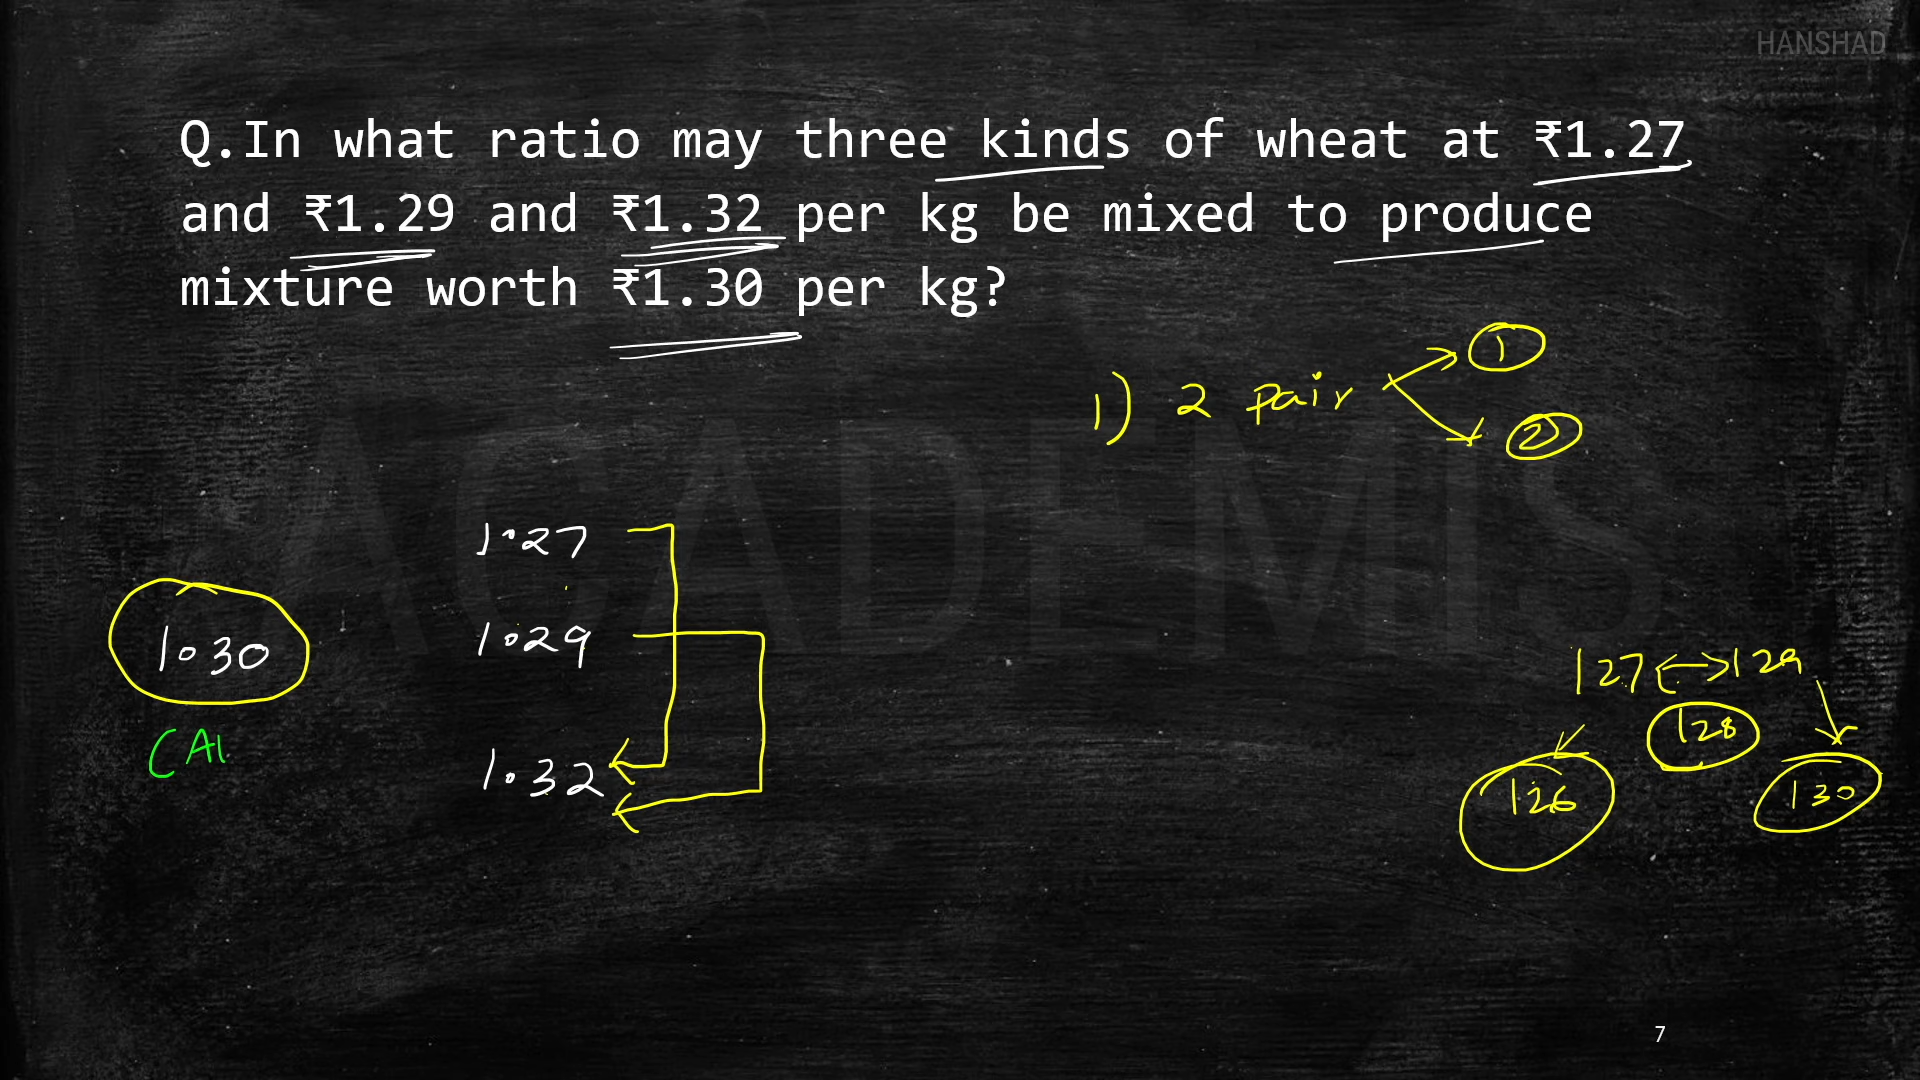 HANSHAD
Q.In what ratio may three kinds of wheat at ₹1.27
and ₹1.29 and ₹1.32 per kg be mixed to produce
mixture worth ₹1.30 per kg?
1) 2 pair 1
2
ACADEMIS
1.27
1.29
1.30
1.32
(AI
127 129
128
126 130
7